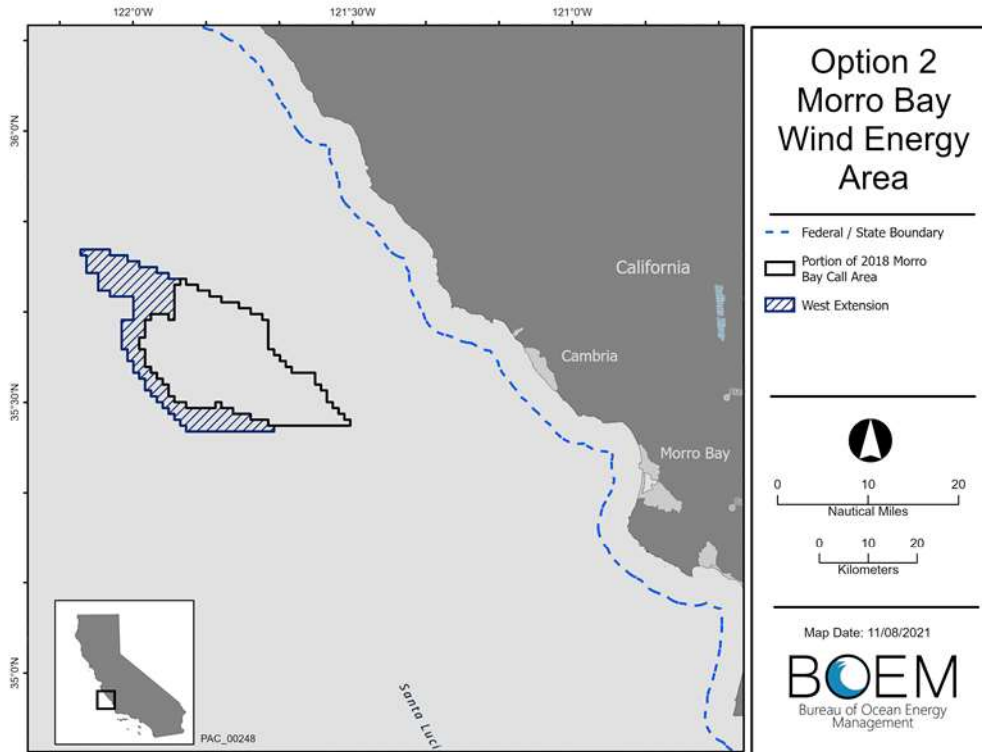 122°0'W
121°30'W
121°0'W
36°0'N
35°30'N
35°0'N
California
Cambria
Morro Bay
Santa Luci
PAC_00248
Option 2
Morro Bay
Wind Energy
Area
Federal / State Boundary
Portion of 2018 Morro
Bay Call Area
West Extension
0 10 20
Nautical Miles
0 10 20
Kilometers
Map Date: 11/08/2021
BOEM
Bureau of Ocean Energy
Management